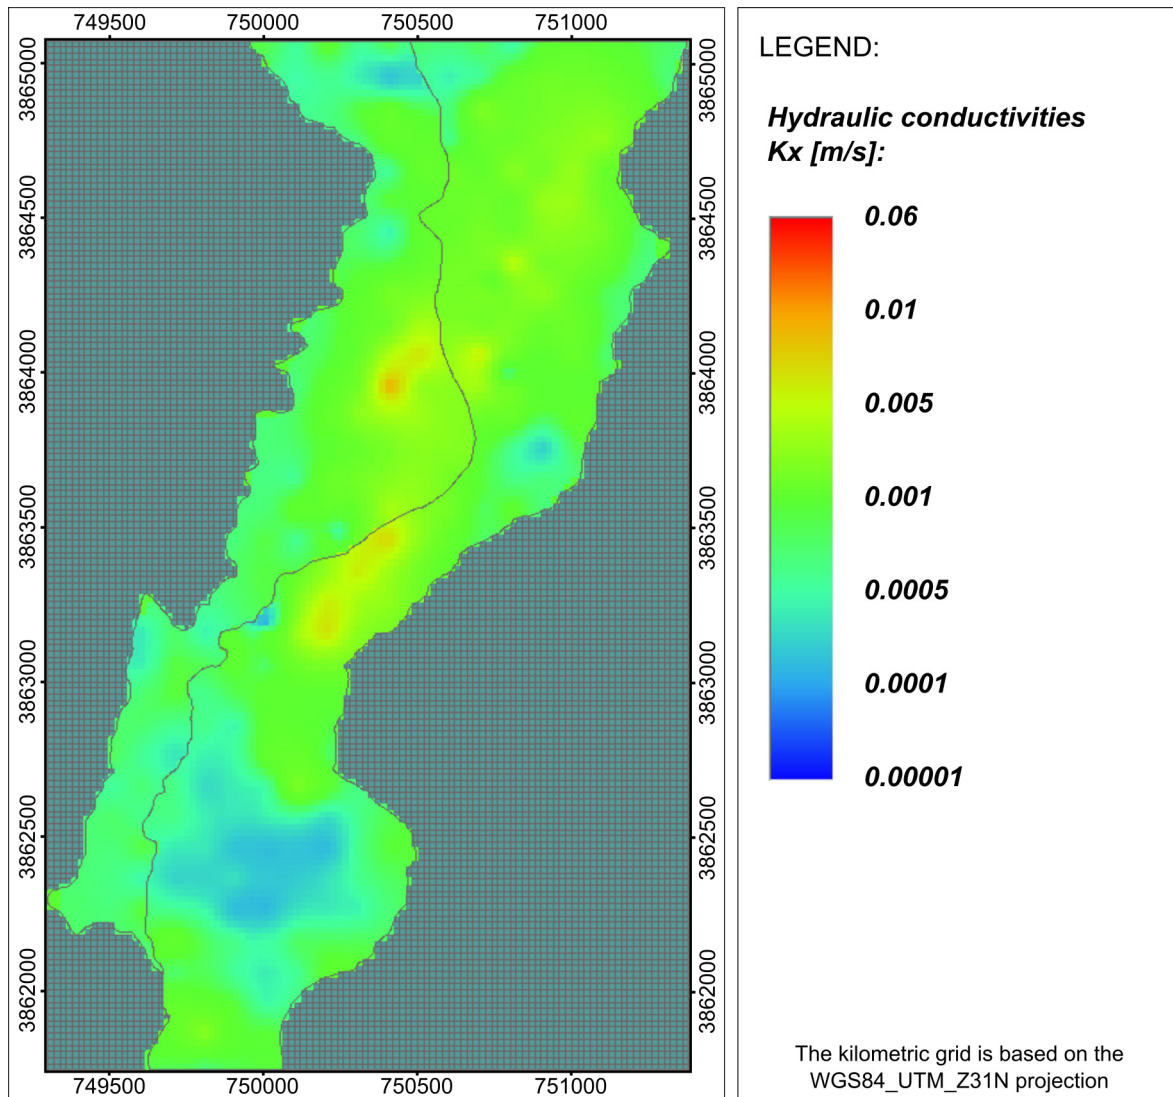 749500 750000 750500 751000
3865000 3865000
3864500 3864500
3864000 3864000
3863500 3863500
3863000 3863000
3862500 3862500
3862000 3862000
749500 750000 750500 751000
LEGEND:
Hydraulic conductivities
Kx [m/s]:
0.06
0.01
0.005
0.001
0.0005
0.0001
0.00001
The kilometric grid is based on the
WGS84_UTM_Z31N projection